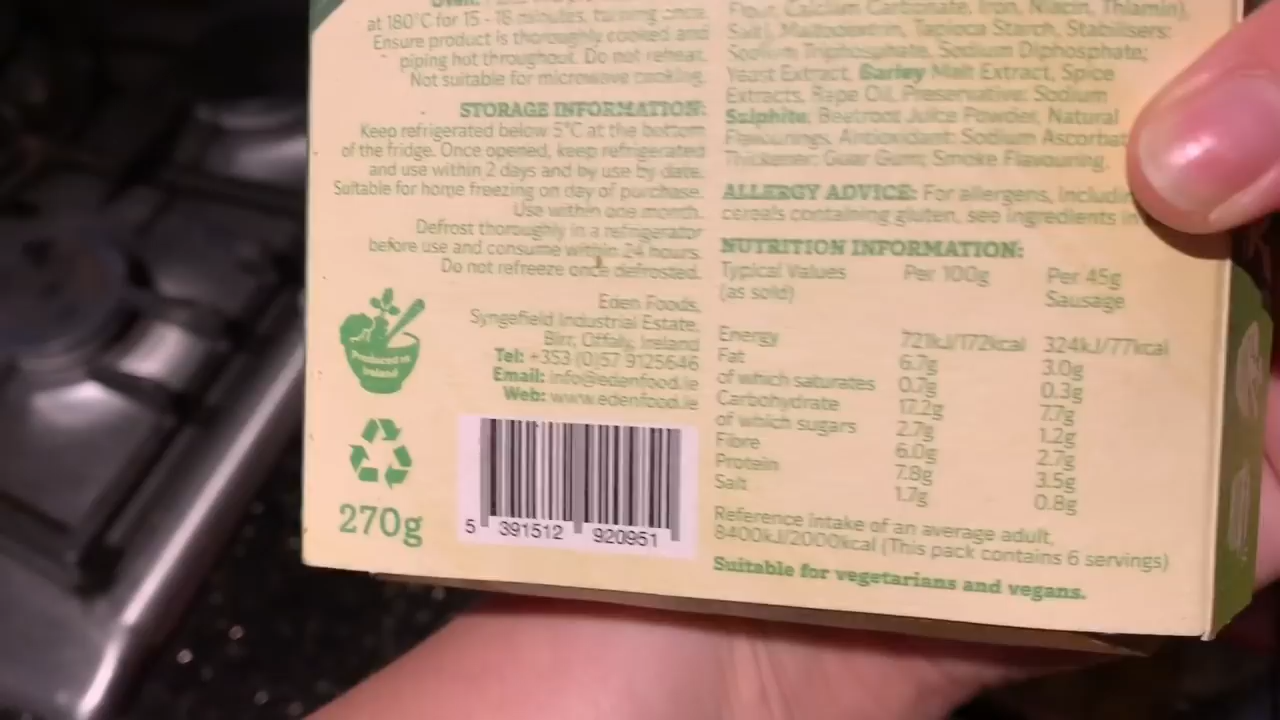 Oven:
at 180°C for 15 - 18 minutes, turning once.
Ensure product is thoroughly cooked and
piping hot throughout. Do not reheat.
Not suitable for microwave cooking.
STORAGE INFORMATION:
Keep refrigerated below 5°C at the bottom
of the fridge. Once opened, keep refrigerated
and use within 2 days and by use by date.
Suitable for home freezing on day of purchase.
Use within one month.
Defrost thoroughly in a refrigerator
before use and consume within 24 hours.
Do not refreeze once defrosted.
Eden Foods,
Syngefield Industrial Estate,
Birr, Offaly, Ireland
Tel: +353 (0)57 9125646
Email: info@edenfood.ie
Web: www.edenfood.ie
Produced in
Ireland
270g
5 391512 920951
Flour, Calcium Carbonate, Iron, Niacin, Thiamin),
Salt), Tapioca Starch, Stabilisers:
Sodium Triphosphate, Sodium Diphosphate;
Yeast Extract, Barley Malt Extract, Spice
Extracts, Rape Oil, Preservative: Sodium
Sulphite, Beetroot Juice Powder, Natural
Flavourings, Antioxidant: Sodium Ascorbat
Thickener: Guar Gum; Smoke Flavouring.
ALLERGY ADVICE: For allergens, includin
cereals containing gluten, see ingredients in
NUTRITION INFORMATION:
Typical Values Per 100g Per 45g
(as sold) Sausage
Energy 721kJ/172kcal 324kJ/77kcal
Fat 6.7g 3.0g
of which saturates 0.7g 0.3g
Carbohydrate 17.2g 7.7g
of which sugars 2.7g 1.2g
Fibre 6.0g 2.7g
Protein 7.8g 3.5g
Salt 1.7g 0.8g
Reference intake of an average adult,
8400kJ/2000kcal (This pack contains 6 servings)
Suitable for vegetarians and vegans.